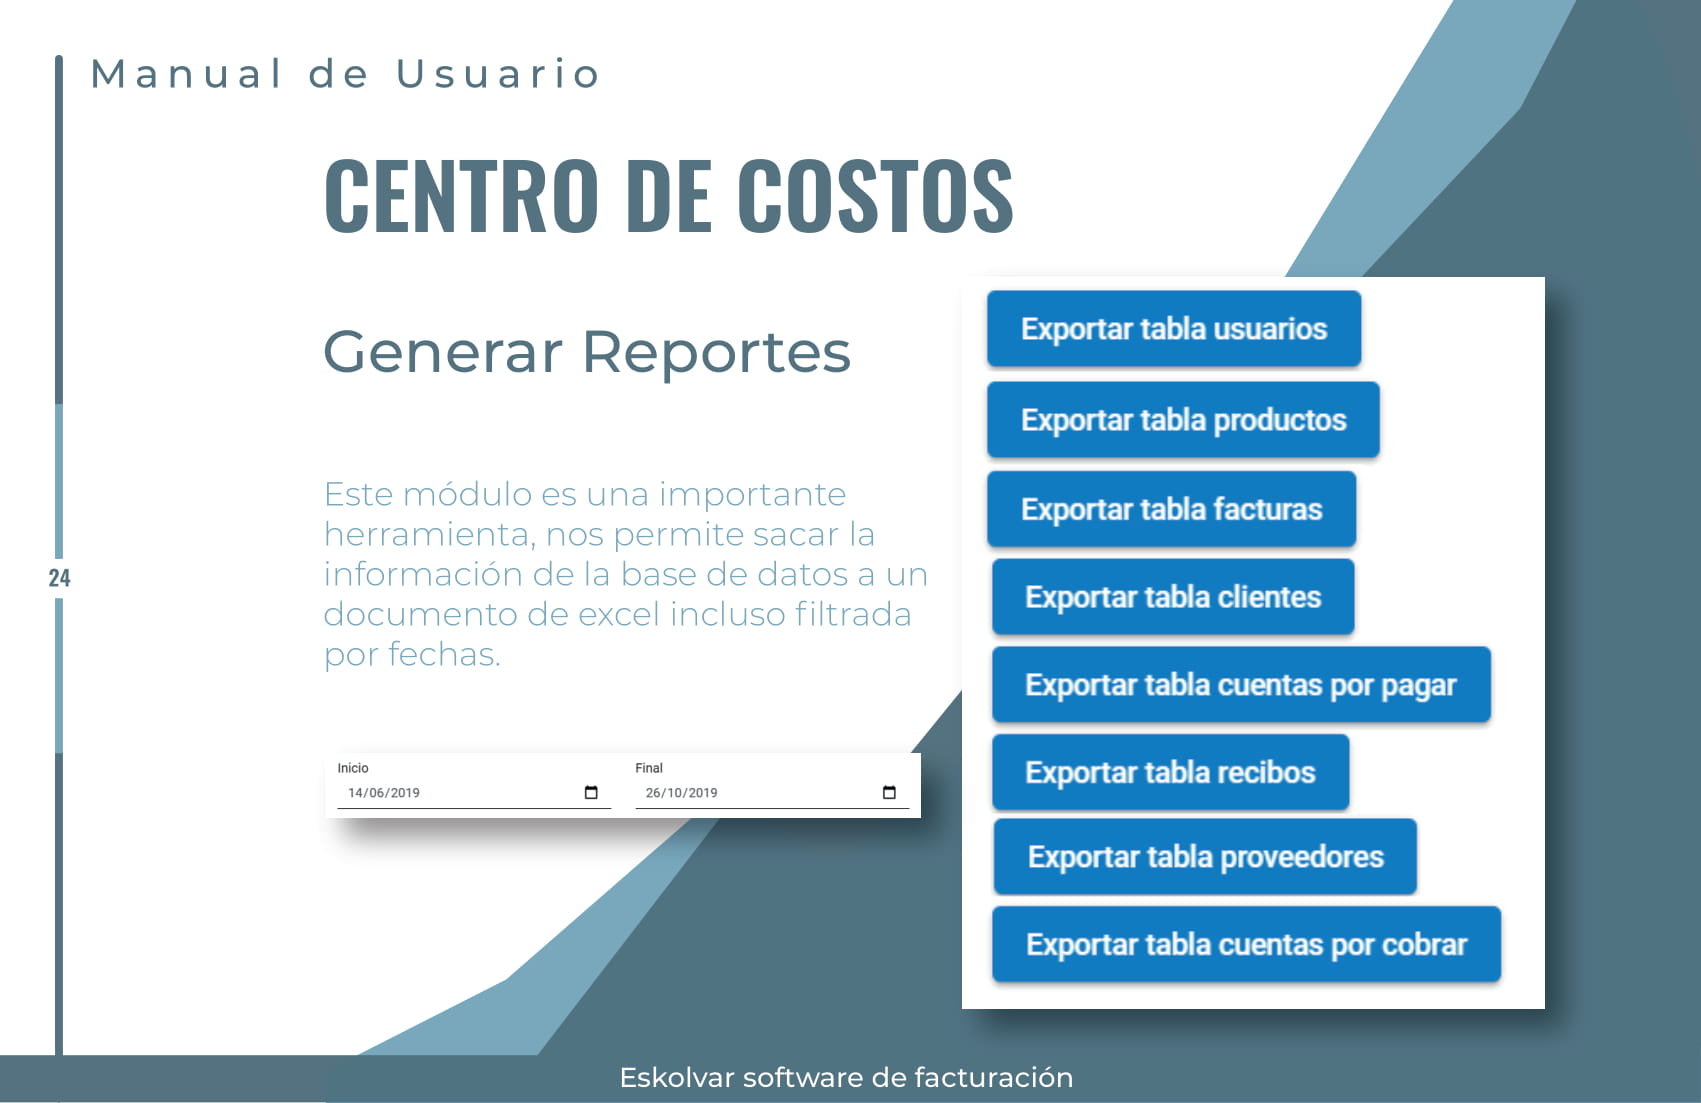 Manual de Usuario
CENTRO DE COSTOS
Generar Reportes
Este módulo es una importante
herramienta, nos permite sacar la
información de la base de datos a un
documento de excel incluso filtrada
por fechas.
24
Inicio
14/06/2019
Final
26/10/2019
Exportar tabla usuarios
Exportar tabla productos
Exportar tabla facturas
Exportar tabla clientes
Exportar tabla cuentas por pagar
Exportar tabla recibos
Exportar tabla proveedores
Exportar tabla cuentas por cobrar
Eskolvar software de facturación